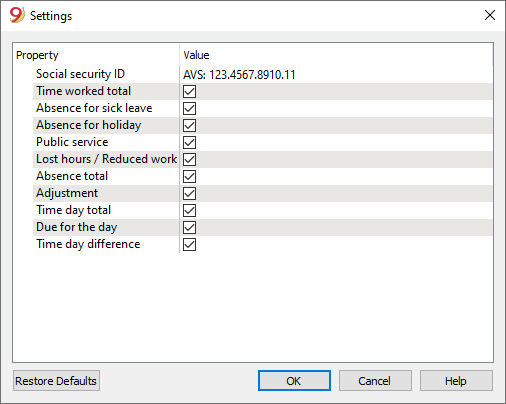 9 Settings
Property Value
Social security ID AVS: 123.4567.8910.11
Time worked total
Absence for sick leave
Absence for holiday
Public service
Lost hours / Reduced work
Absence total
Adjustment
Time day total
Due for the day
Time day difference
Restore Defaults OK Cancel Help